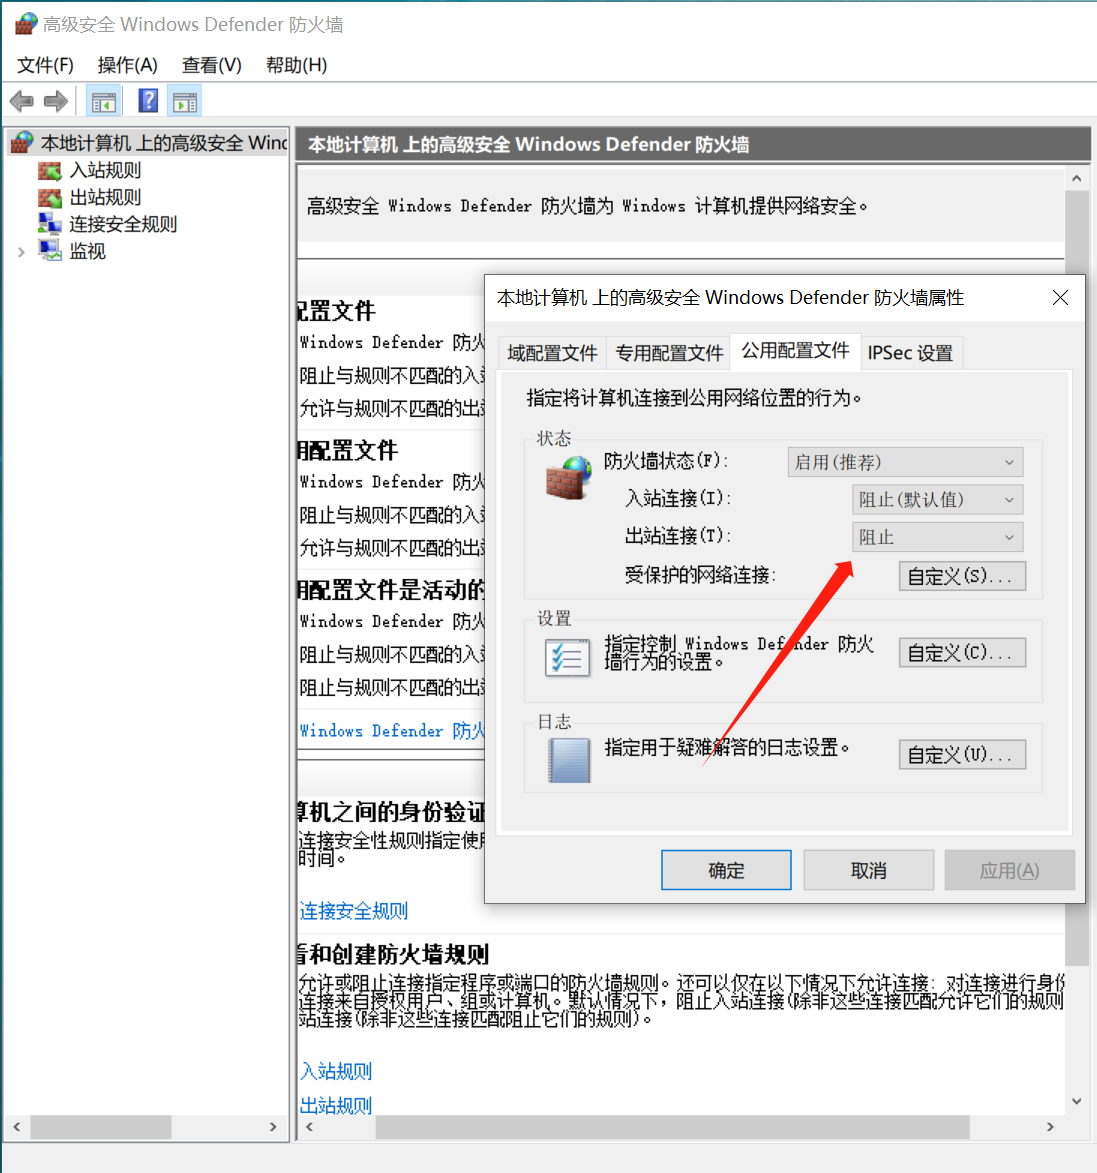 高级安全 Windows Defender 防火墙
文件(F) 操作(A) 查看(V) 帮助(H)
本地计算机 上的高级安全 Wind
入站规则
出站规则
连接安全规则
监视
本地计算机 上的高级安全 Windows Defender 防火墙
高级安全 Windows Defender 防火墙为 Windows 计算机提供网络安全。
配置文件
Windows Defender 防火
阻止与规则不匹配的入站
允许与规则不匹配的出站
用配置文件
Windows Defender 防火
阻止与规则不匹配的入站
允许与规则不匹配的出站
用配置文件是活动的
Windows Defender 防火
阻止与规则不匹配的入站
阻止与规则不匹配的出站
Windows Defender 防火
算机之间的身份验证
连接安全性规则指定使用
时间。
连接安全规则
看和创建防火墙规则
允许或阻止连接指定程序或端口的防火墙规则。还可以仅在以下情况下允许连接: 对连接进行身份
连接来自授权用户、组或计算机。默认情况下，阻止入站连接(除非这些连接匹配允许它们的规则
站连接(除非这些连接匹配阻止它们的规则)。
入站规则
出站规则
本地计算机 上的高级安全 Windows Defender 防火墙属性
域配置文件 专用配置文件 公用配置文件 IPSec 设置
指定将计算机连接到公用网络位置的行为。
状态
防火墙状态(F): 启用(推荐)
入站连接(I): 阻止(默认值)
出站连接(T): 阻止
受保护的网络连接: 自定义(S)...
设置
指定控制 Windows Defender 防火
墙行为的设置。
自定义(C)...
日志
指定用于疑难解答的日志设置。
自定义(U)...
确定 取消 应用(A)